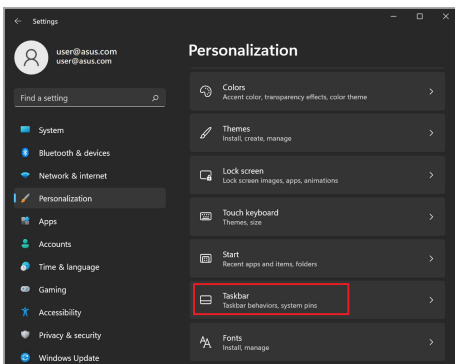 Settings
user@asus.com
user@asus.com
Find a setting
System
Bluetooth & devices
Network & internet
Personalization
Apps
Accounts
Time & language
Gaming
Accessibility
Privacy & security
Windows Update
Personalization
Colors
Accent color, transparency effects, color theme
Themes
Install, create, manage
Lock screen
Lock screen images, apps, animations
Touch keyboard
Themes, size
Start
Recent apps and items, folders
Taskbar
Taskbar behaviors, system pins
Fonts
Install, manage